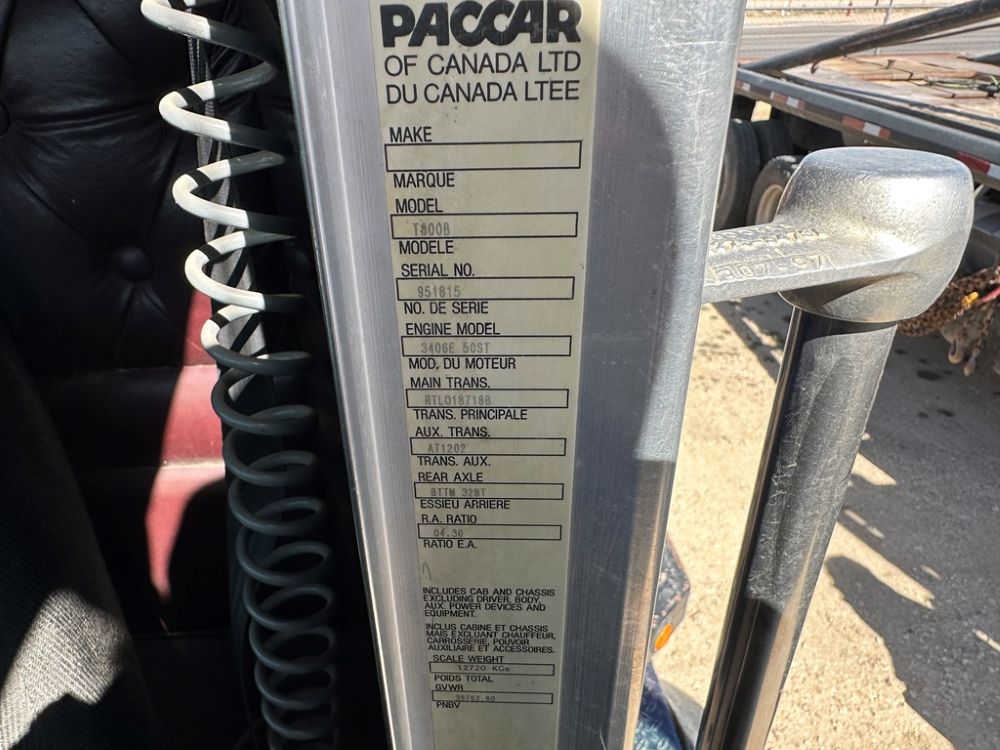 PACCAR
OF CANADA LTD
DU CANADA LTEE
MAKE
MARQUE
MODEL
T800B
MODELE
SERIAL NO.
951815
NO. DE SERIE
ENGINE MODEL
3406E 50ST
MOD. DU MOTEUR
MAIN TRANS.
RTLO18718B
TRANS. PRINCIPALE
AUX. TRANS.
AT1202
TRANS. AUX.
REAR AXLE
ESSIEU ARRIERE
R.A. RATIO
04.30
RATIO E.A.
INCLUDES CAB AND CHASSIS
EXCLUDING DRIVER, BODY,
AUX. POWER DEVICES AND
EQUIPMENT.
INCLUS CABINE ET CHASSIS
MAIS EXCLUANT CHAUFFEUR,
CARROSSERIE, POUVOIR
AUXILIAIRE ET ACCESSOIRES.
SCALE WEIGHT
12720 KGs
POIDS TOTAL
GVWR
PNBV